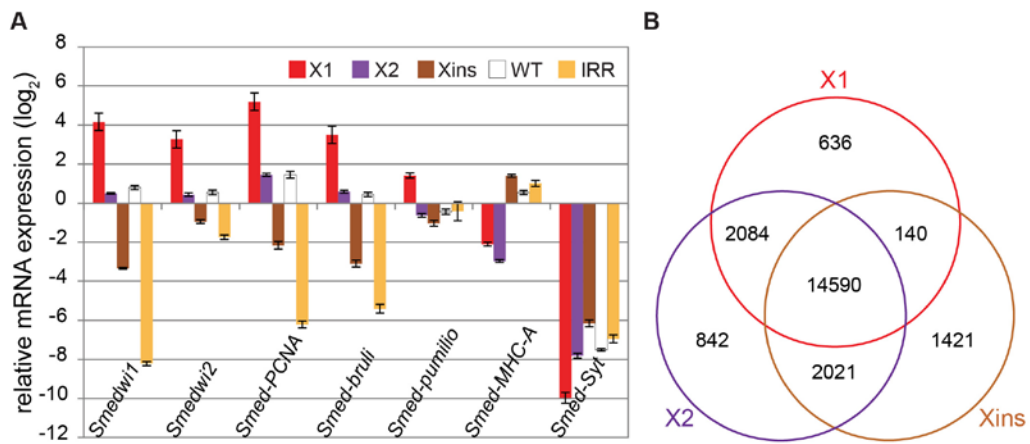 A
relative mRNA expression (log2)
8
6
4
2
0
-2
-4
-6
-8
-10
-12
X1 X2 Xins WT IRR
Smedwi1
Smedwi2
Smed-PCNA
Smed-bruli
Smed-pumilio
Smed-MHC-A
Smed-Syt
B
X1
636
2084
140
14590
842
1421
2021
X2
Xins